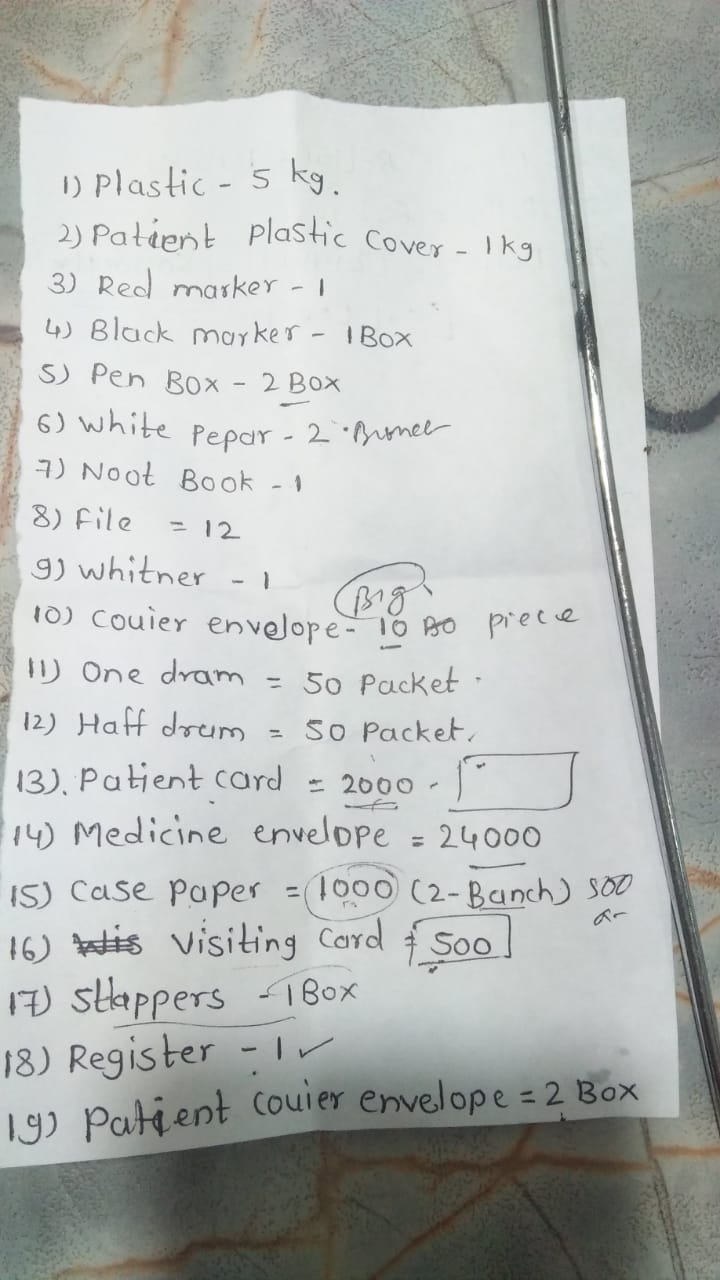 1) Plastic - 5 kg.
2) Patient plastic cover - 1 kg
3) Red marker - 1
4) Black marker - 1 Box
5) Pen Box - 2 Box
6) White Pepar - 2
7) Noot Book - 1
8) File = 12
9) Whitner - 1
Big
10) Couier envelope - 10 piece
11) One dram = 50 Packet.
12) Haff dram = 50 Packet.
13). Patient card = 2000 -
14) Medicine envelope = 24000
15) Case Paper = 1000 (2-Banch) 500
16) Visiting Card = 500
17) Sttappers - 1 Box
18) Register - 1 ✓
19) Patient couier envelope = 2 Box